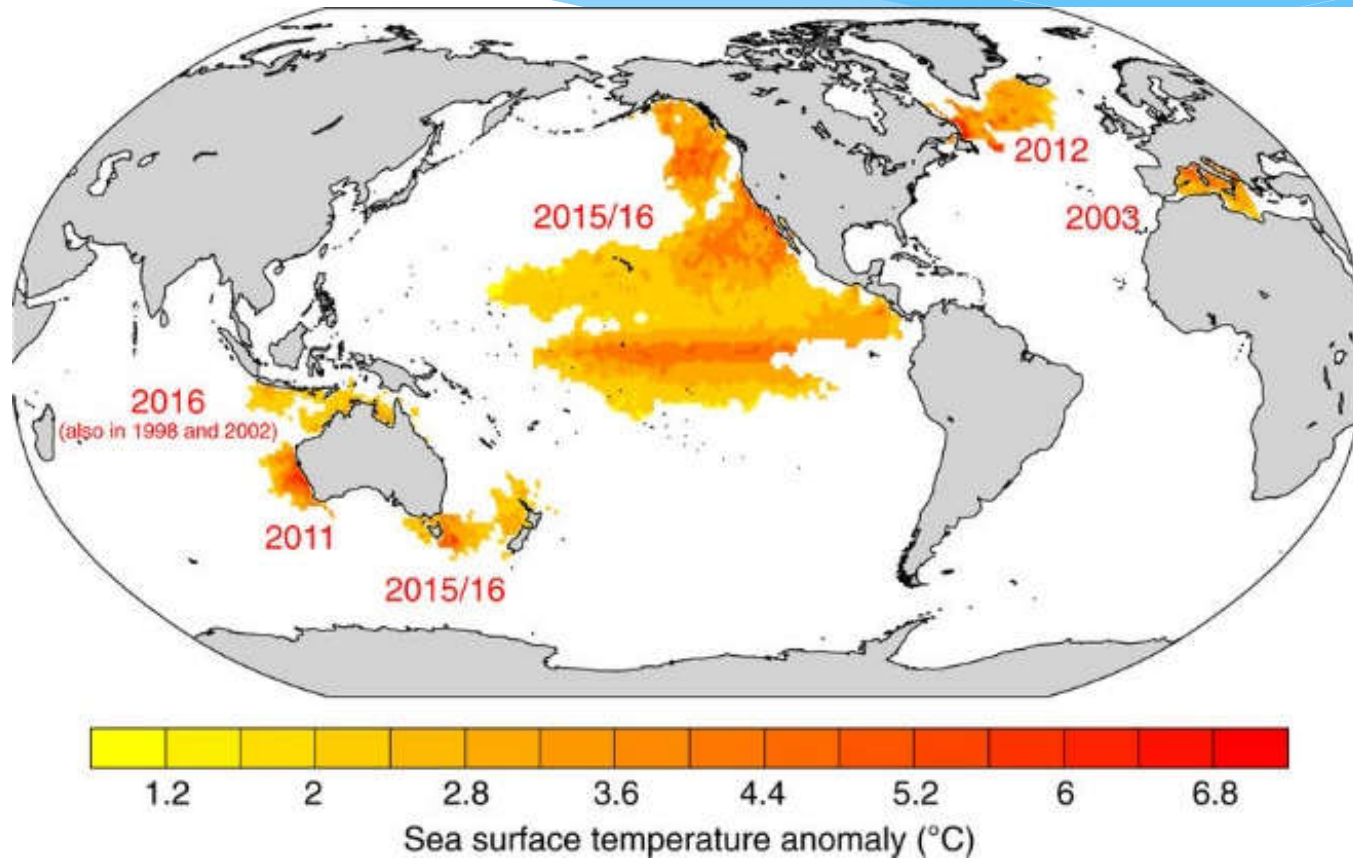 2012
2015/16
2003
2016
(also in 1998 and 2002)
2011
2015/16
1.2 2 2.8 3.6 4.4 5.2 6 6.8
Sea surface temperature anomaly (°C)